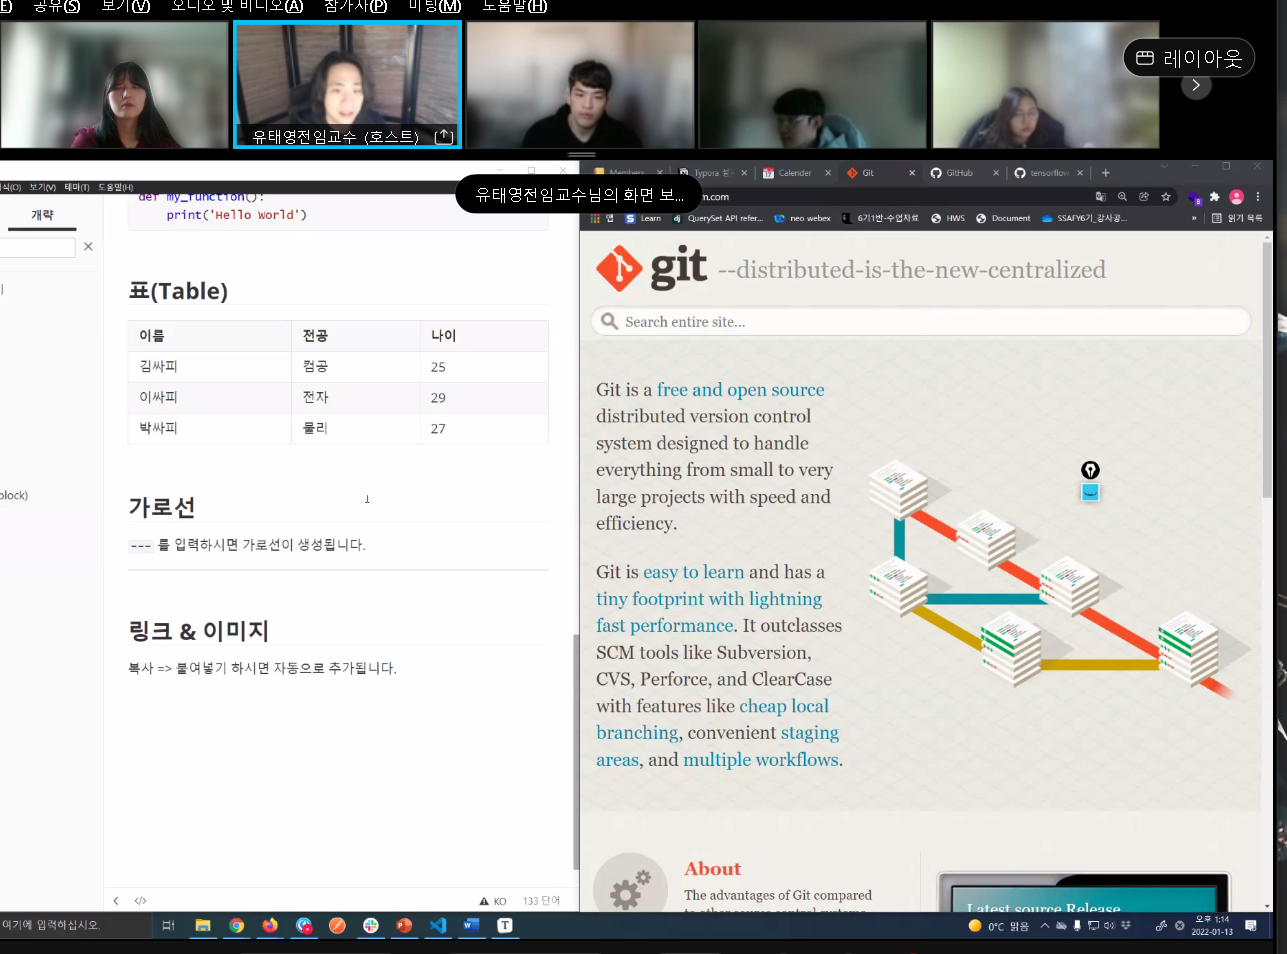 E) 공유(S) 보기(V) 오디오 및 비디오(A) 참가자(P) 미팅(M) 도움말(H)
레이아웃
유태영전임교수 (호스트)
유태영전임교수님의 화면 보...
식(O) 보기(V) 테마(T) 도움말(H)
개략
block)
def my_function():
print('Hello World')
표(Table)
이름 전공 나이
김싸피 컴공 25
이싸피 전자 29
박싸피 물리 27
가로선
--- 를 입력하시면 가로선이 생성됩니다.
링크 & 이미지
복사 => 붙여넣기 하시면 자동으로 추가됩니다.
KO 133 단어
Members Typora 설 Calender Git GitHub tensorflow
m.com
앱 Learn QuerySet API refer... neo webex 6기1반-수업자료 HWS Document SSAFY6기_강사공... » 읽기 목록
git --distributed-is-the-new-centralized
Search entire site...
Git is a free and open source
distributed version control
system designed to handle
everything from small to very
large projects with speed and
efficiency.
Git is easy to learn and has a
tiny footprint with lightning
fast performance. It outclasses
SCM tools like Subversion,
CVS, Perforce, and ClearCase
with features like cheap local
branching, convenient staging
areas, and multiple workflows.
About
The advantages of Git compared
to other source control systems.
Latest source Release
여기에 입력하십시오.
0°C 맑음
오후 1:14
2022-01-13